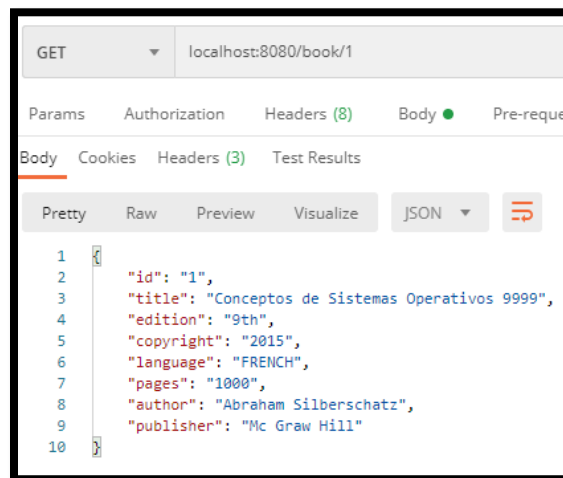 GET localhost:8080/book/1
Params Authorization Headers (8) Body Pre-reque
Body Cookies Headers (3) Test Results
Pretty Raw Preview Visualize JSON
1 {
2 "id": "1",
3 "title": "Conceptos de Sistemas Operativos 9999",
4 "edition": "9th",
5 "copyright": "2015",
6 "language": "FRENCH",
7 "pages": "1000",
8 "author": "Abraham Silberschatz",
9 "publisher": "Mc Graw Hill"
10 }